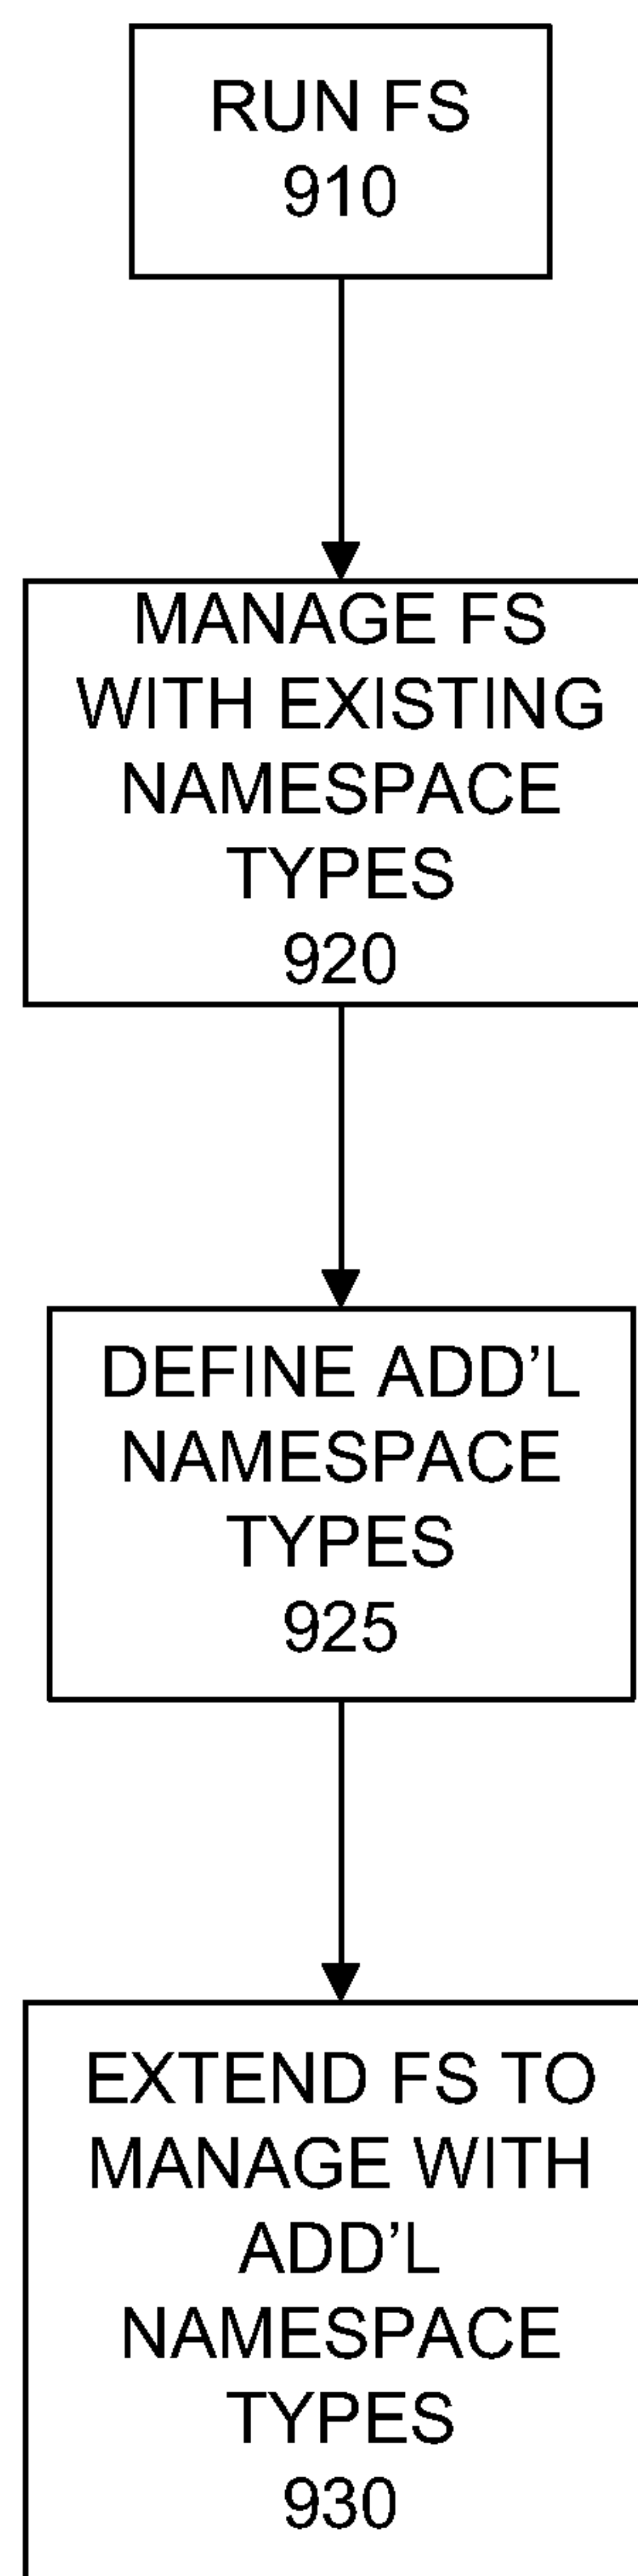 RUN FS
910
MANAGE FS
WITH EXISTING
NAMESPACE
TYPES
920
DEFINE ADD’L
NAMESPACE
TYPES
925
EXTEND FS TO
MANAGE WITH
ADD’L
NAMESPACE
TYPES
930